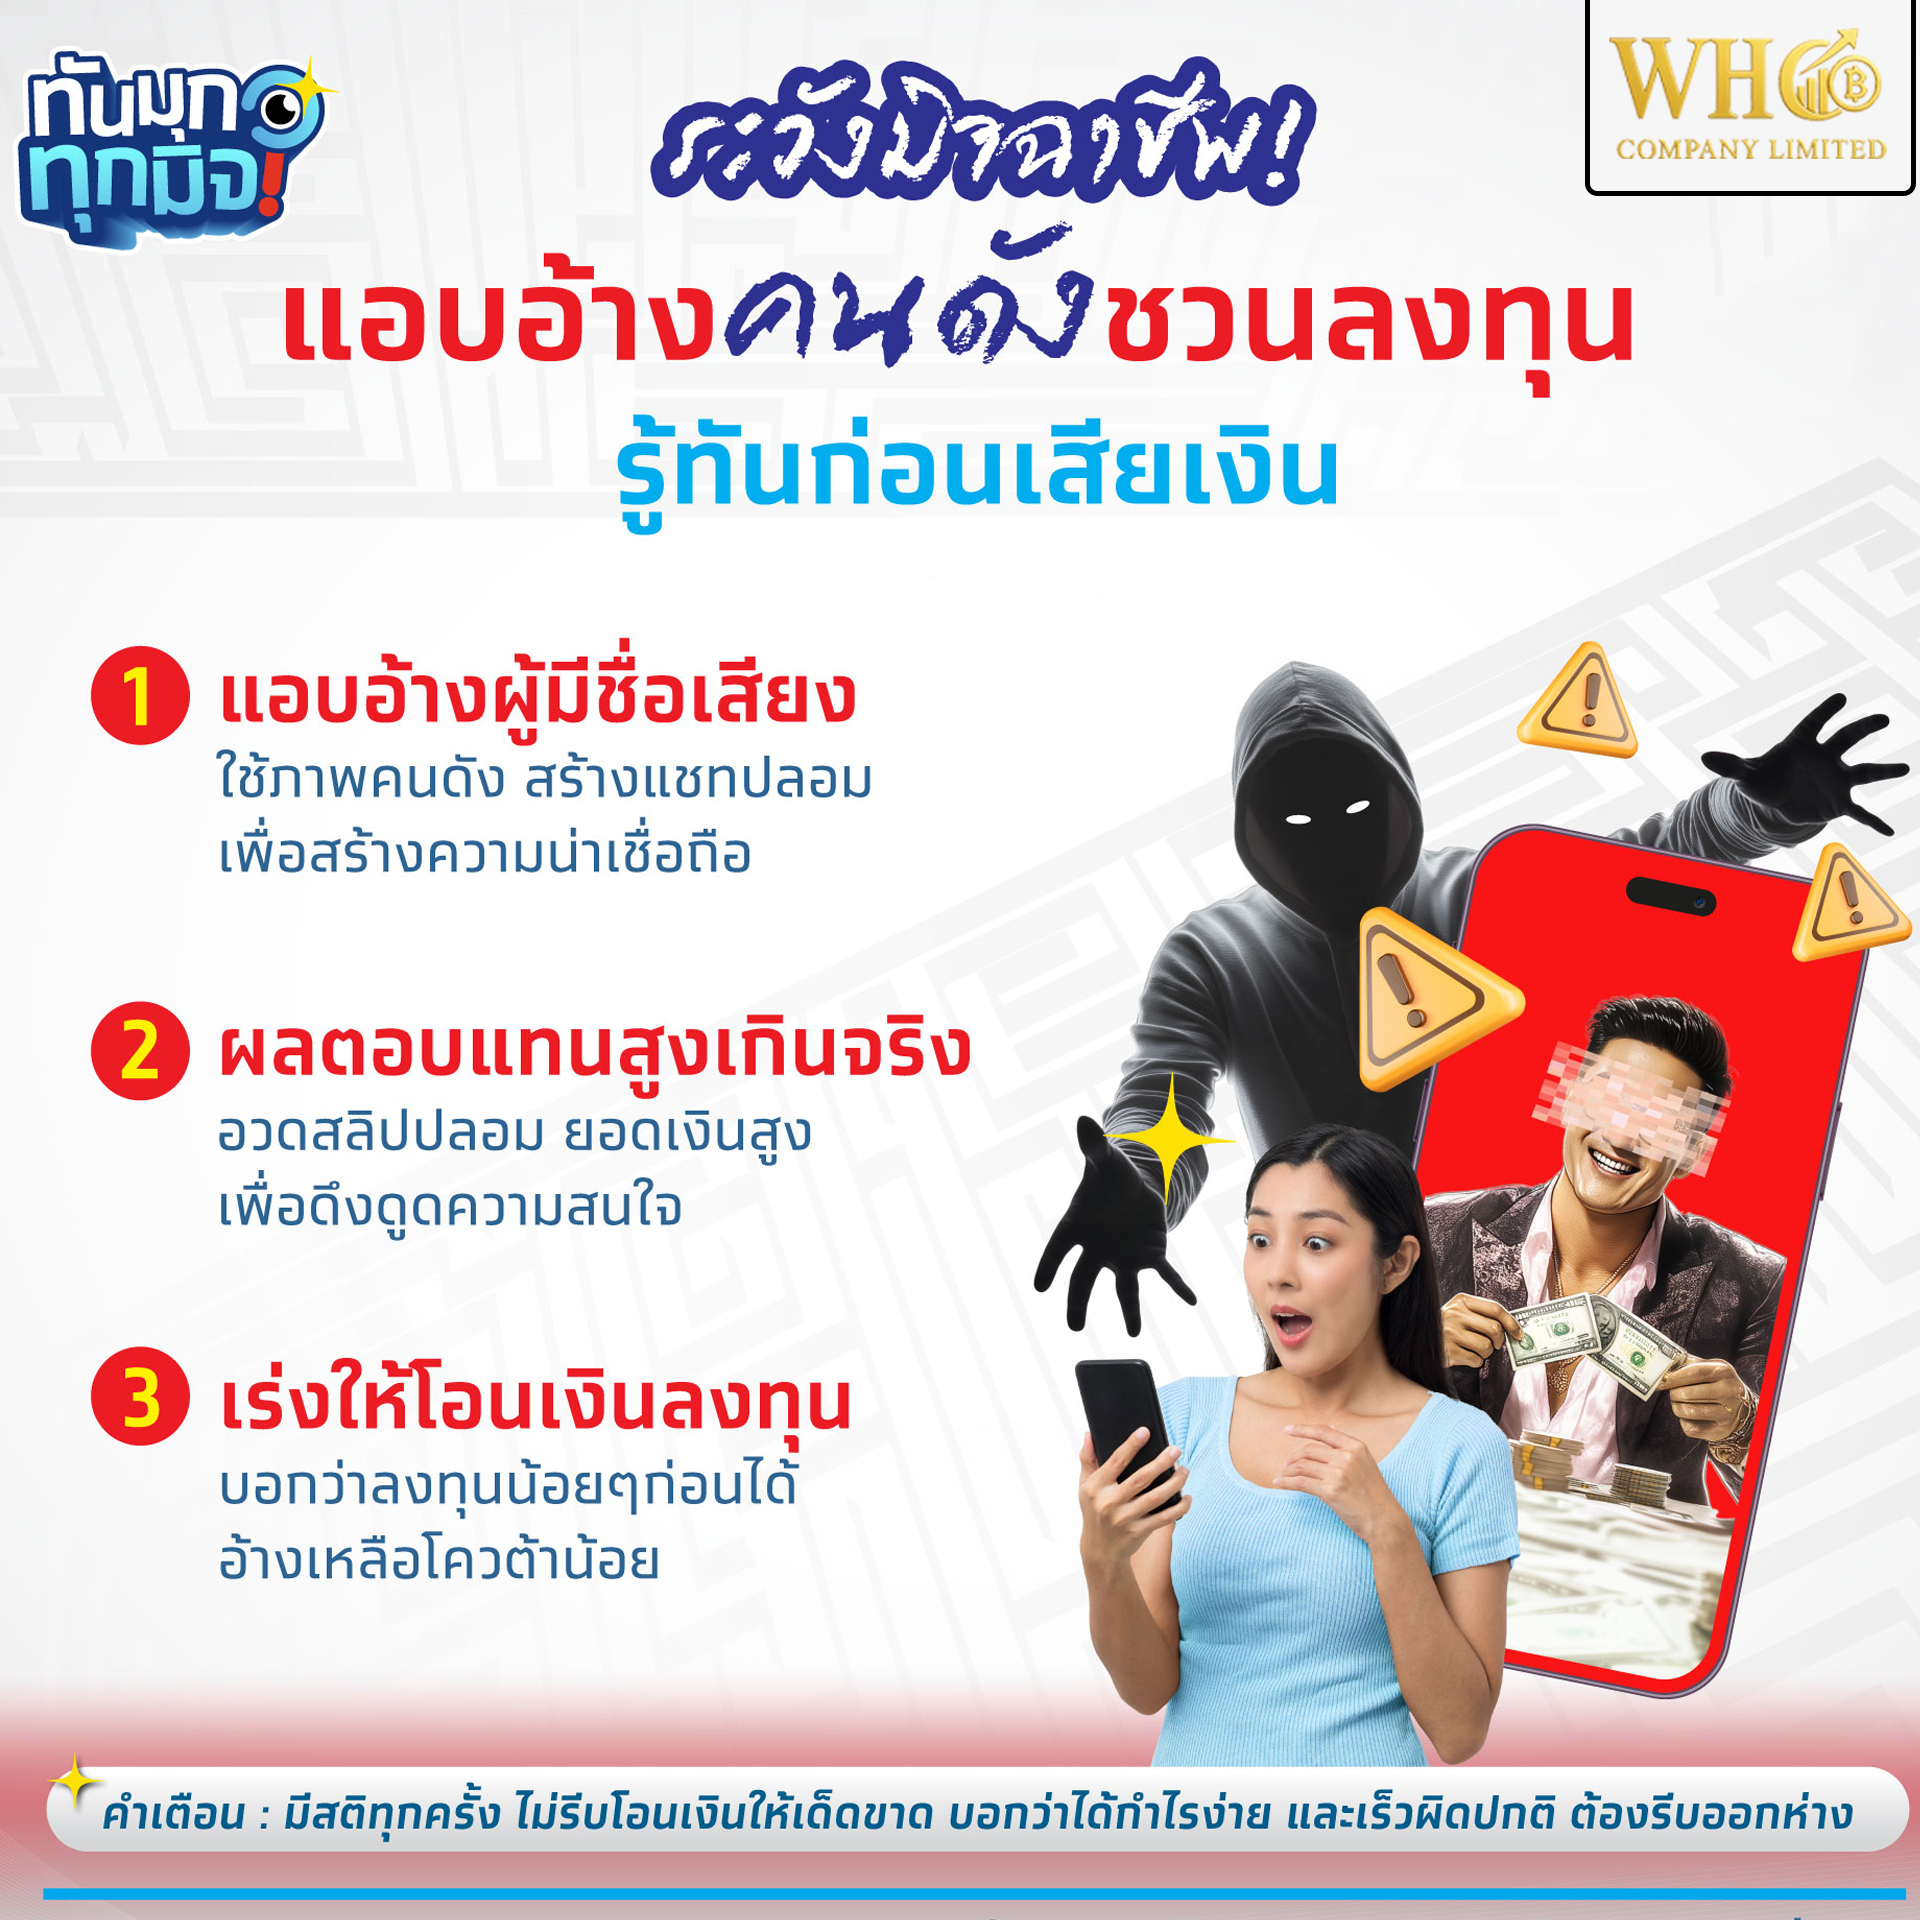 ทันมุก
ทุกมิจ!
WHCO
COMPANY LIMITED
ระวังมิจฉาชีพ!
แอบอ้างคนดังชวนลงทุน
รู้ทันก่อนเสียเงิน
1 แอบอ้างผู้มีชื่อเสียง
ใช้ภาพคนดัง สร้างแชทปลอม
เพื่อสร้างความน่าเชื่อถือ
2 ผลตอบแทนสูงเกินจริง
อวดสลิปปลอม ยอดเงินสูง
เพื่อดึงดูดความสนใจ
3 เร่งให้โอนเงินลงทุน
บอกว่าลงทุนน้อยๆก่อนได้
อ้างเหลือโควต้าน้อย
คำเตือน : มีสติทุกครั้ง ไม่รีบโอนเงินให้เด็ดขาด บอกว่าได้กำไรง่าย และเร็วผิดปกติ ต้องรีบออกห่าง